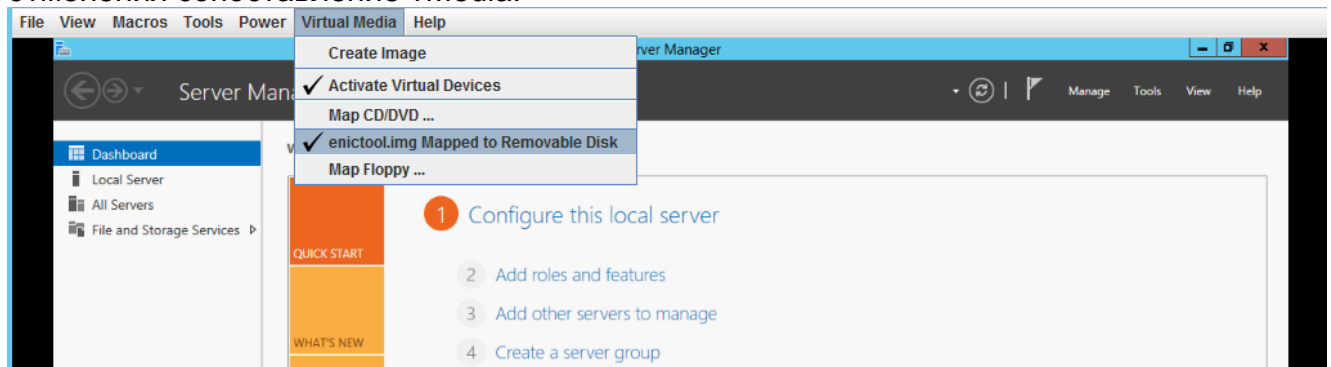 File View Macros Tools Power Virtual Media Help
Create Image
rver Manager
Activate Virtual Devices
Server Man
Manage Tools View Help
Map CD/DVD ...
enictool.img Mapped to Removable Disk
Dashboard
Map Floppy ...
Local Server
All Servers
File and Storage Services
1 Configure this local server
QUICK START
2 Add roles and features
3 Add other servers to manage
WHAT'S NEW
4 Create a server group